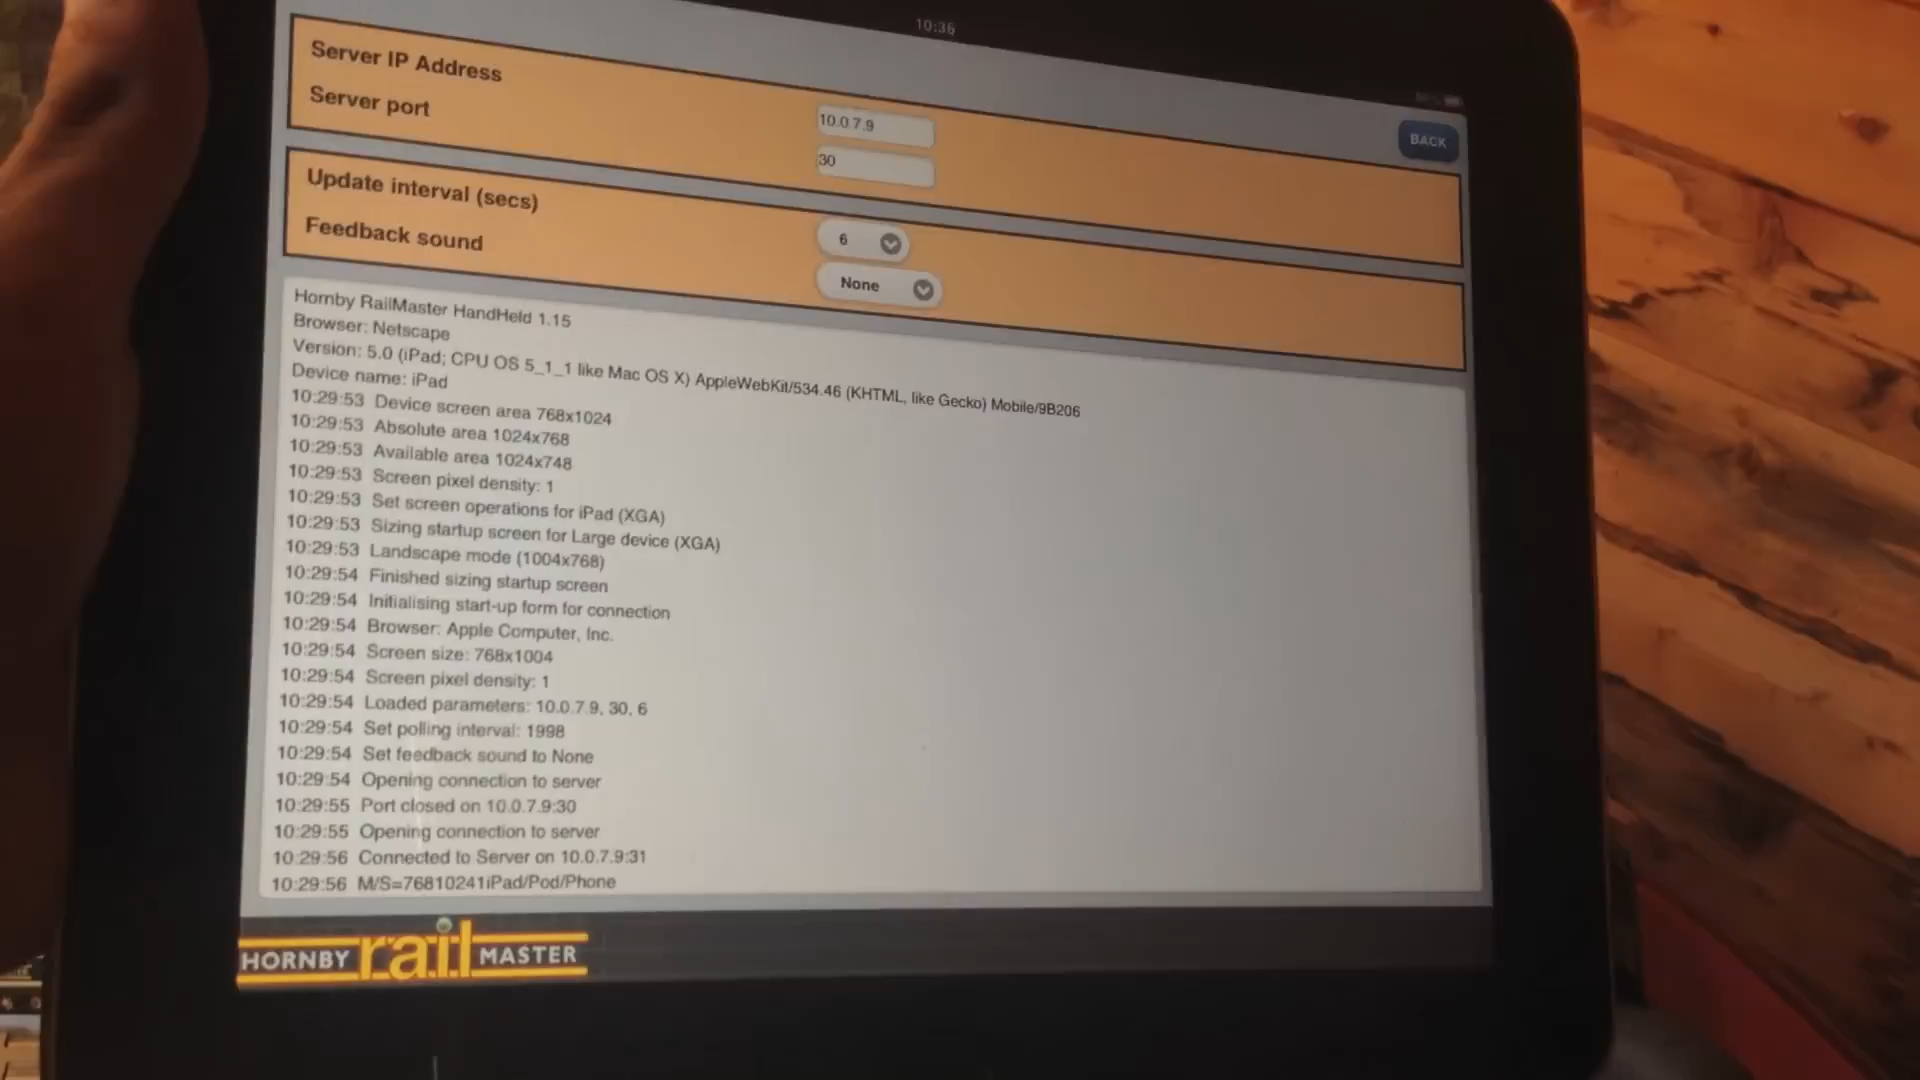 10:36
Server IP Address
10.0.7.9
Server port
30
BACK
Update interval (secs)
6
Feedback sound
None
Hornby RailMaster HandHeld 1.15
Browser: Netscape
Version: 5.0 (iPad; CPU OS 5_1_1 like Mac OS X) AppleWebKit/534.46 (KHTML, like Gecko) Mobile/9B206
Device name: iPad
10:29:53 Device screen area 768x1024
10:29:53 Absolute area 1024x768
10:29:53 Available area 1024x748
10:29:53 Screen pixel density: 1
10:29:53 Set screen operations for iPad (XGA)
10:29:53 Sizing startup screen for Large device (XGA)
10:29:53 Landscape mode (1004x768)
10:29:54 Finished sizing startup screen
10:29:54 Initialising start-up form for connection
10:29:54 Browser: Apple Computer, Inc.
10:29:54 Screen size: 768x1004
10:29:54 Screen pixel density: 1
10:29:54 Loaded parameters: 10.0.7.9, 30, 6
10:29:54 Set polling interval: 1998
10:29:54 Set feedback sound to None
10:29:54 Opening connection to server
10:29:55 Port closed on 10.0.7.9:30
10:29:55 Opening connection to server
10:29:56 Connected to Server on 10.0.7.9:31
10:29:56 M/S=76810241iPad/Pod/Phone
HORNBY rail MASTER